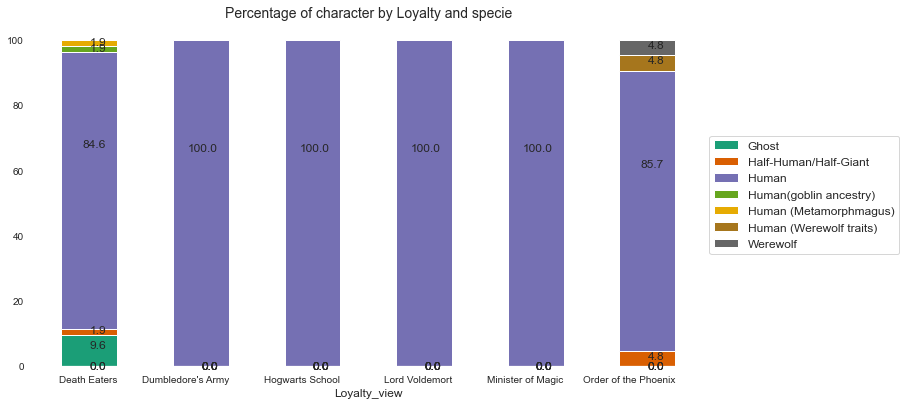 Percentage of character by Loyalty and specie
100
80
60
40
20
0
1.9
1.9
84.6
1.9
9.6
0.0
100.0
0.0
100.0
0.0
100.0
0.0
100.0
0.0
4.8
4.8
85.7
4.8
0.0
Death Eaters
Dumbledore's Army
Hogwarts School
Lord Voldemort
Minister of Magic
Order of the Phoenix
Loyalty_view
Ghost
Half-Human/Half-Giant
Human
Human(goblin ancestry)
Human (Metamorphmagus)
Human (Werewolf traits)
Werewolf